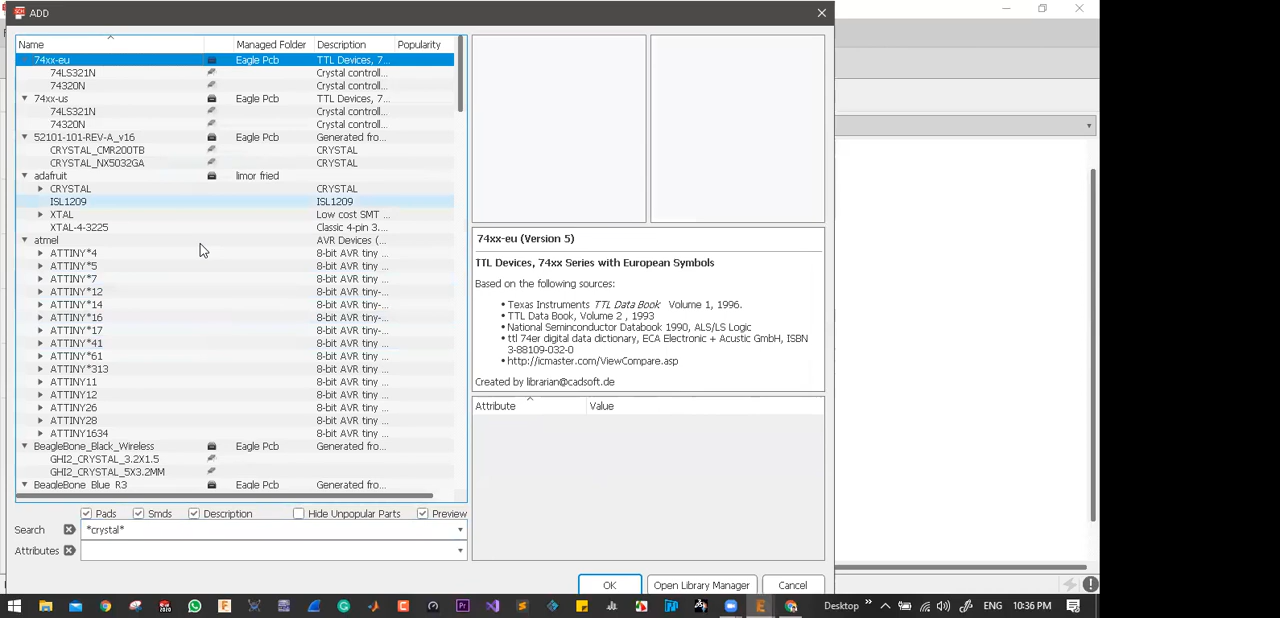 ADD
Name Managed Folder Description Popularity
74xx-eu Eagle Pcb TTL Devices, 7...
74LS321N Crystal controll...
74320N Crystal controll...
74xx-us Eagle Pcb TTL Devices, 7...
74LS321N Crystal controll...
74320N Crystal controll...
52101-101-REV-A_v16 Eagle Pcb Generated fro...
CRYSTAL_CMR200TB CRYSTAL
CRYSTAL_NX5032GA CRYSTAL
adafruit limor fried
CRYSTAL CRYSTAL
ISL1209 ISL1209
XTAL Low cost SMT ...
XTAL-4-3225 Classic 4-pin 3....
atmel AVR Devices (...
ATTINY*4 8-bit AVR tiny ...
ATTINY*5 8-bit AVR tiny ...
ATTINY*7 8-bit AVR tiny ...
ATTINY*12 8-bit AVR tiny-...
ATTINY*14 8-bit AVR tiny-...
ATTINY*16 8-bit AVR tiny-...
ATTINY*17 8-bit AVR tiny-...
ATTINY*41 8-bit AVR tiny ...
ATTINY*61 8-bit AVR tiny ...
ATTINY*313 8-bit AVR tiny ...
ATTINY11 8-bit AVR tiny ...
ATTINY12 8-bit AVR tiny ...
ATTINY26 8-bit AVR tiny ...
ATTINY28 8-bit AVR tiny ...
ATTINY1634 8-bit AVR tiny ...
BeagleBone_Black_Wireless Eagle Pcb Generated fro...
GHI2_CRYSTAL_3.2X1.5
GHI2_CRYSTAL_5X3.2MM
BeagleBone_Blue_R3 Eagle Pcb Generated fro...
74xx-eu (Version 5)
TTL Devices, 74xx Series with European Symbols
Based on the following sources:
• Texas Instruments TTL Data Book Volume 1, 1996.
• TTL Data Book, Volume 2 , 1993
• National Seminconductor Databook 1990, ALS/LS Logic
• ttl 74er digital data dictionary, ECA Electronic + Acustic GmbH, ISBN
3-88109-032-0
• http://icmaster.com/ViewCompare.asp
Created by librarian@cadsoft.de
Attribute Value
Pads Smds Description Hide Unpopular Parts Preview
Search *crystal*
Attributes
OK Open Library Manager Cancel
Desktop ENG 10:36 PM